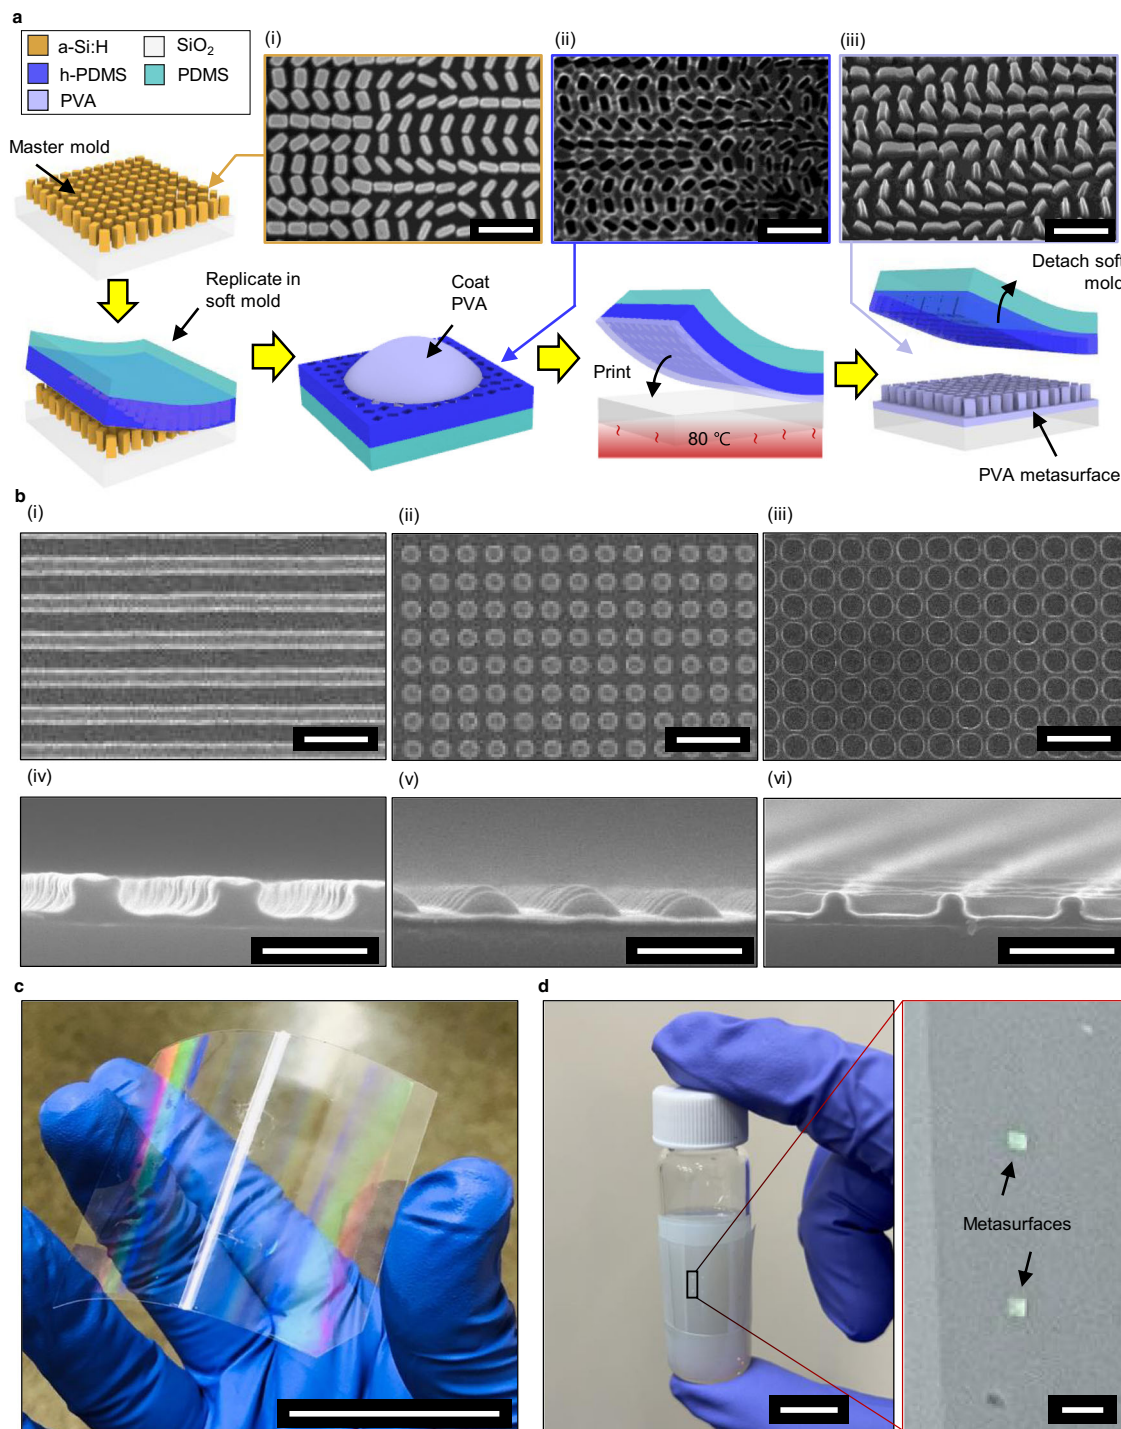 a
a-Si:H
SiO2
h-PDMS
PDMS
PVA
(i)
(ii)
(iii)
Master mold
Replicate in
soft mold
Coat
PVA
Print
80 ℃
Detach soft
mold
PVA metasurface
b
(i)
(ii)
(iii)
(iv)
(v)
(vi)
c
d
Metasurfaces